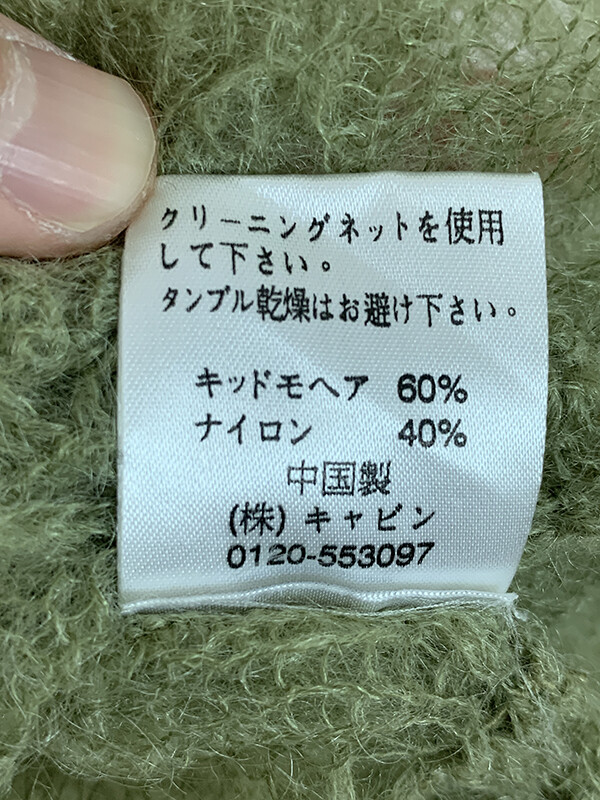 クリーニングネットを使用
して下さい。
タンブル乾燥はお避け下さい。
キッドモヘア 60%
ナイロン 40%
中国製
(株) キャビン
0120-553097